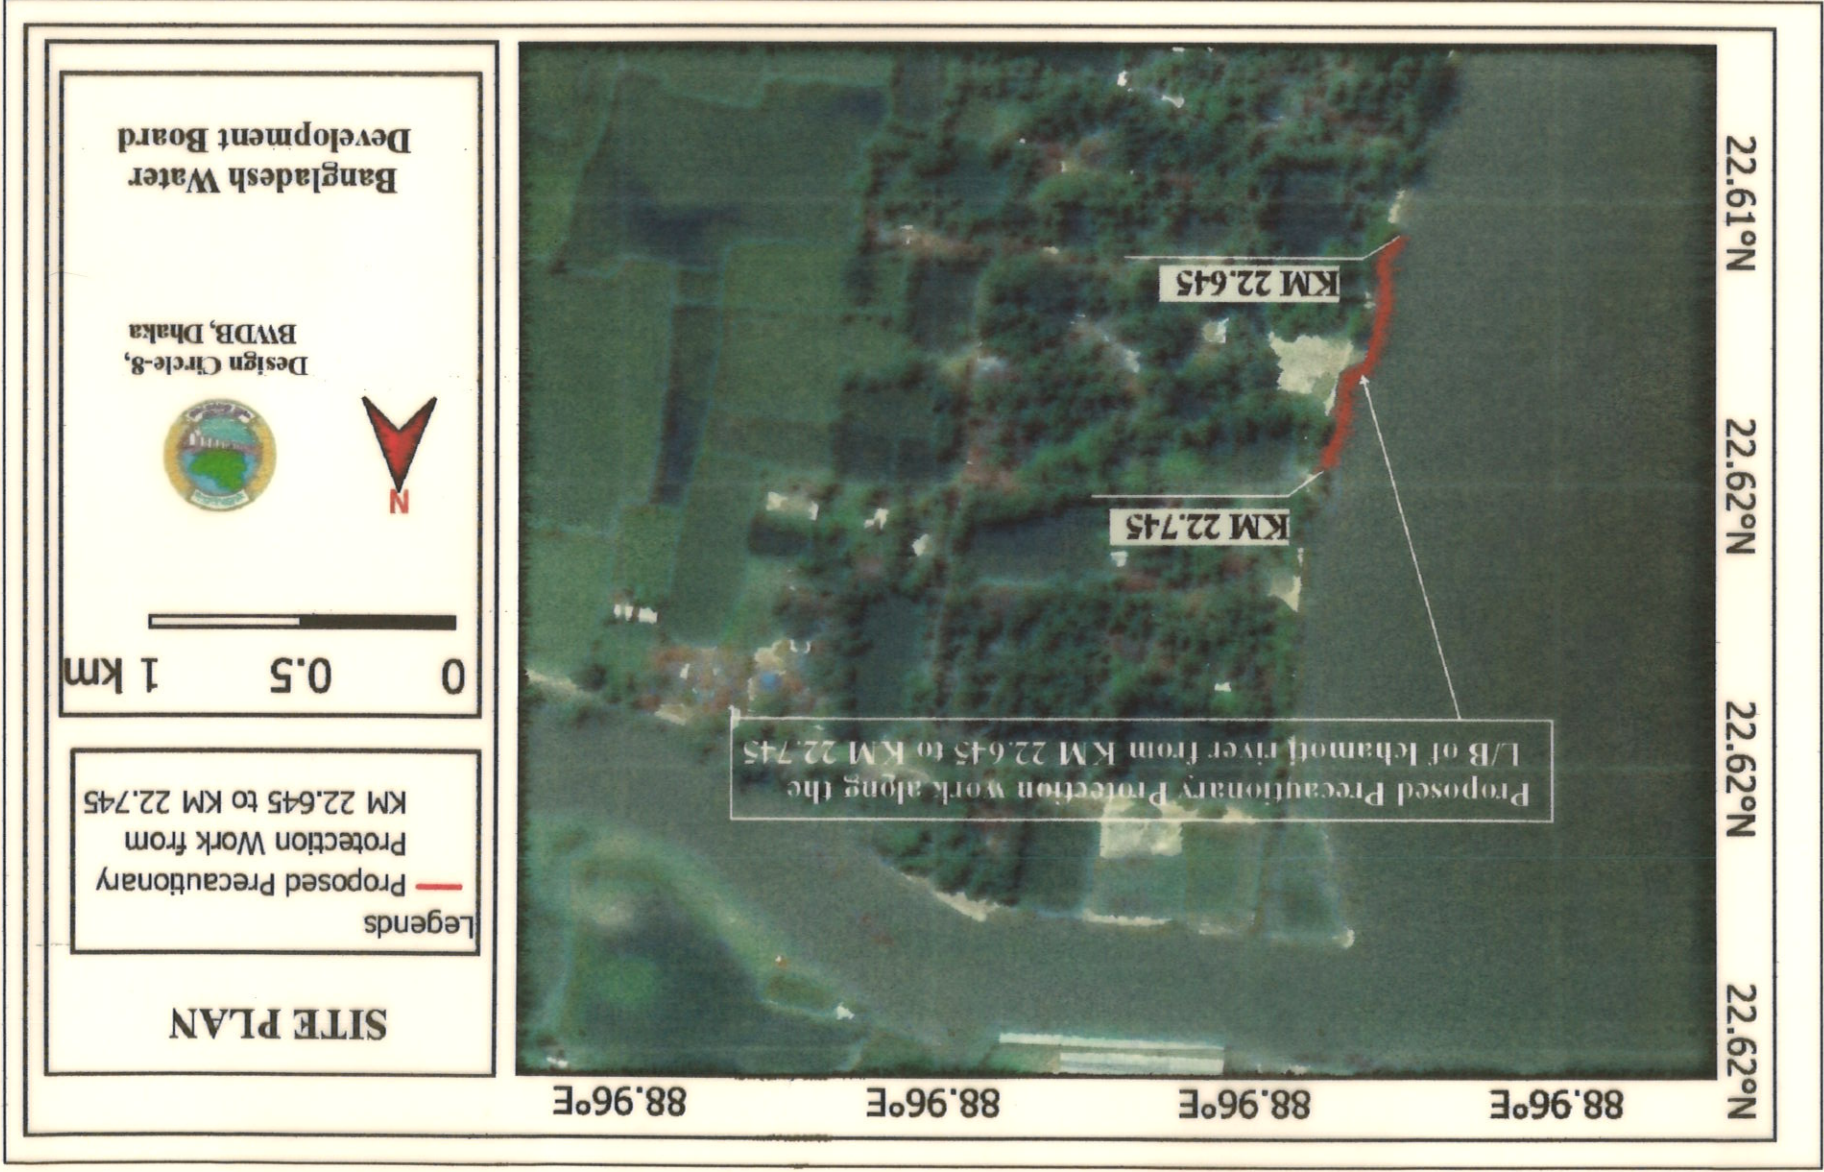 88.96°E
88.96°E
88.96°E
88.96°E
22.62°N
22.62°N
22.62°N
22.61°N
Proposed Precautionary Protection work along the
L/B of Ichamoti river from KM 22.645 to KM 22.745
KM 22.745
KM 22.645
SITE PLAN
Legends
Proposed Precautionary
Protection Work from
KM 22.645 to KM 22.745
0
0.5
1 km
N
Design Circle-8,
BWDB, Dhaka
Bangladesh Water
Development Board